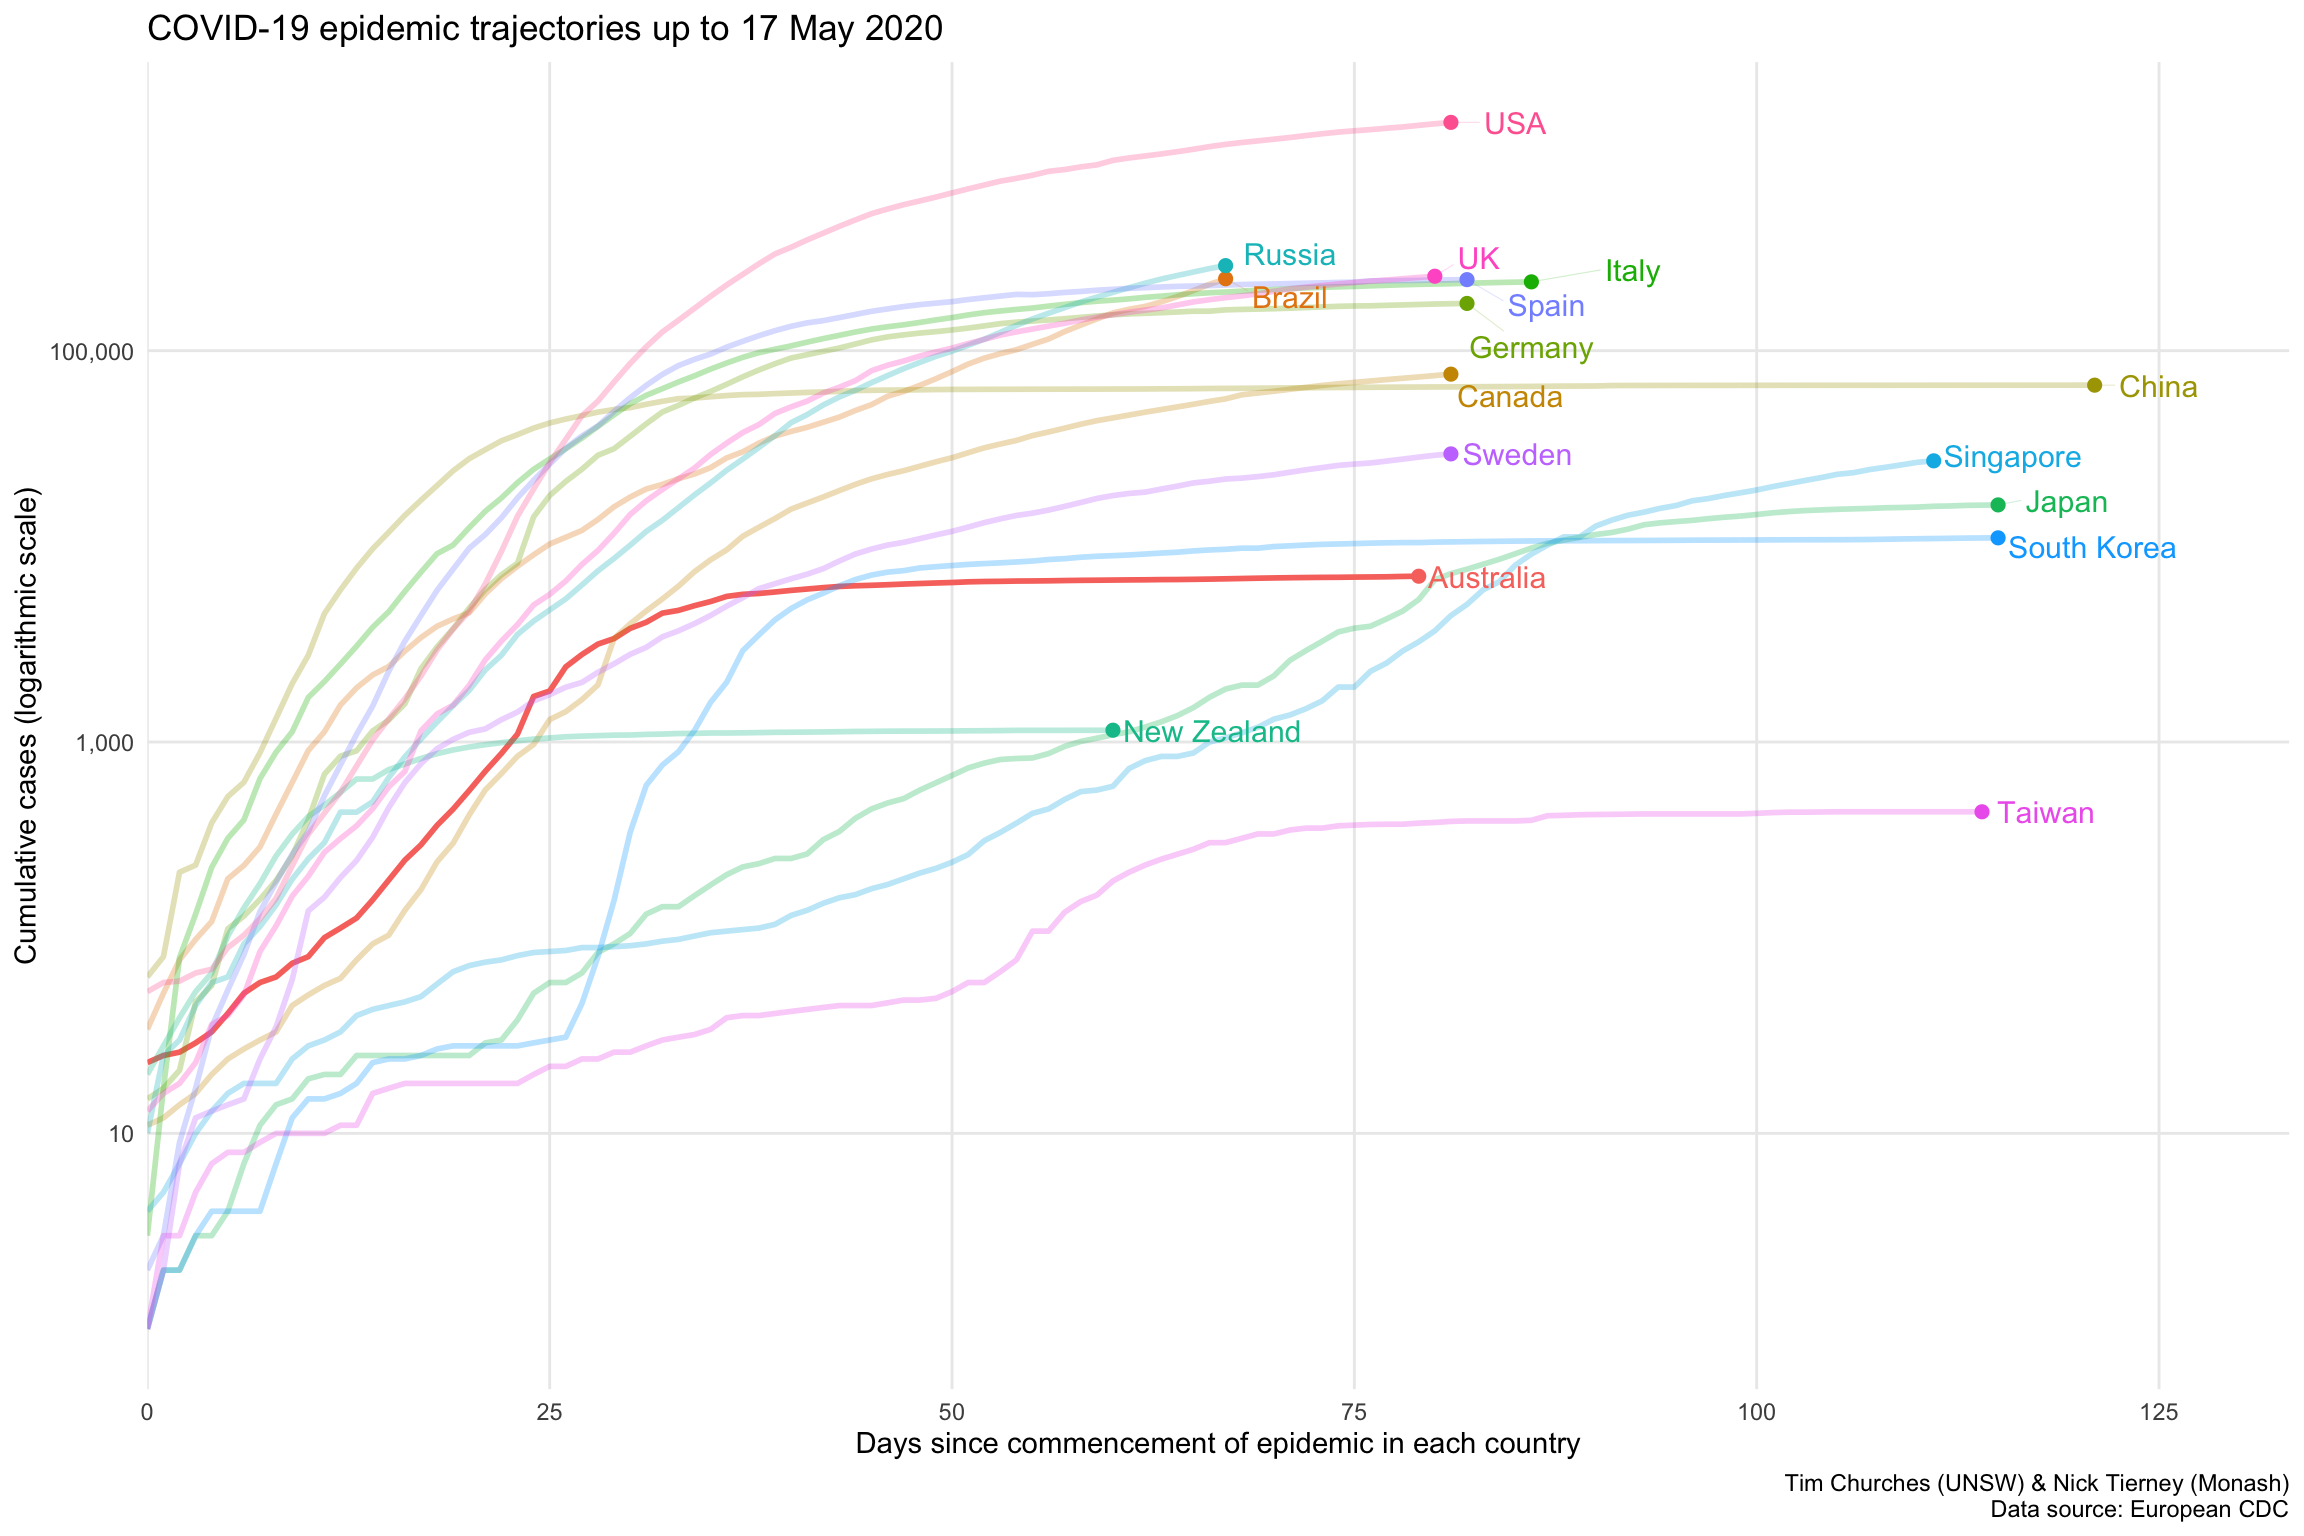 COVID-19 epidemic trajectories up to 17 May 2020
USA
Russia
UK
Italy
Brazil
Spain
100,000
Germany
China
Canada
Sweden
Singapore
Japan
South Korea
Australia
New Zealand
1,000
Taiwan
10
Cumulative cases (logarithmic scale)
0 25 50 75 100 125
Days since commencement of epidemic in each country
Tim Churches (UNSW) & Nick Tierney (Monash)
Data source: European CDC